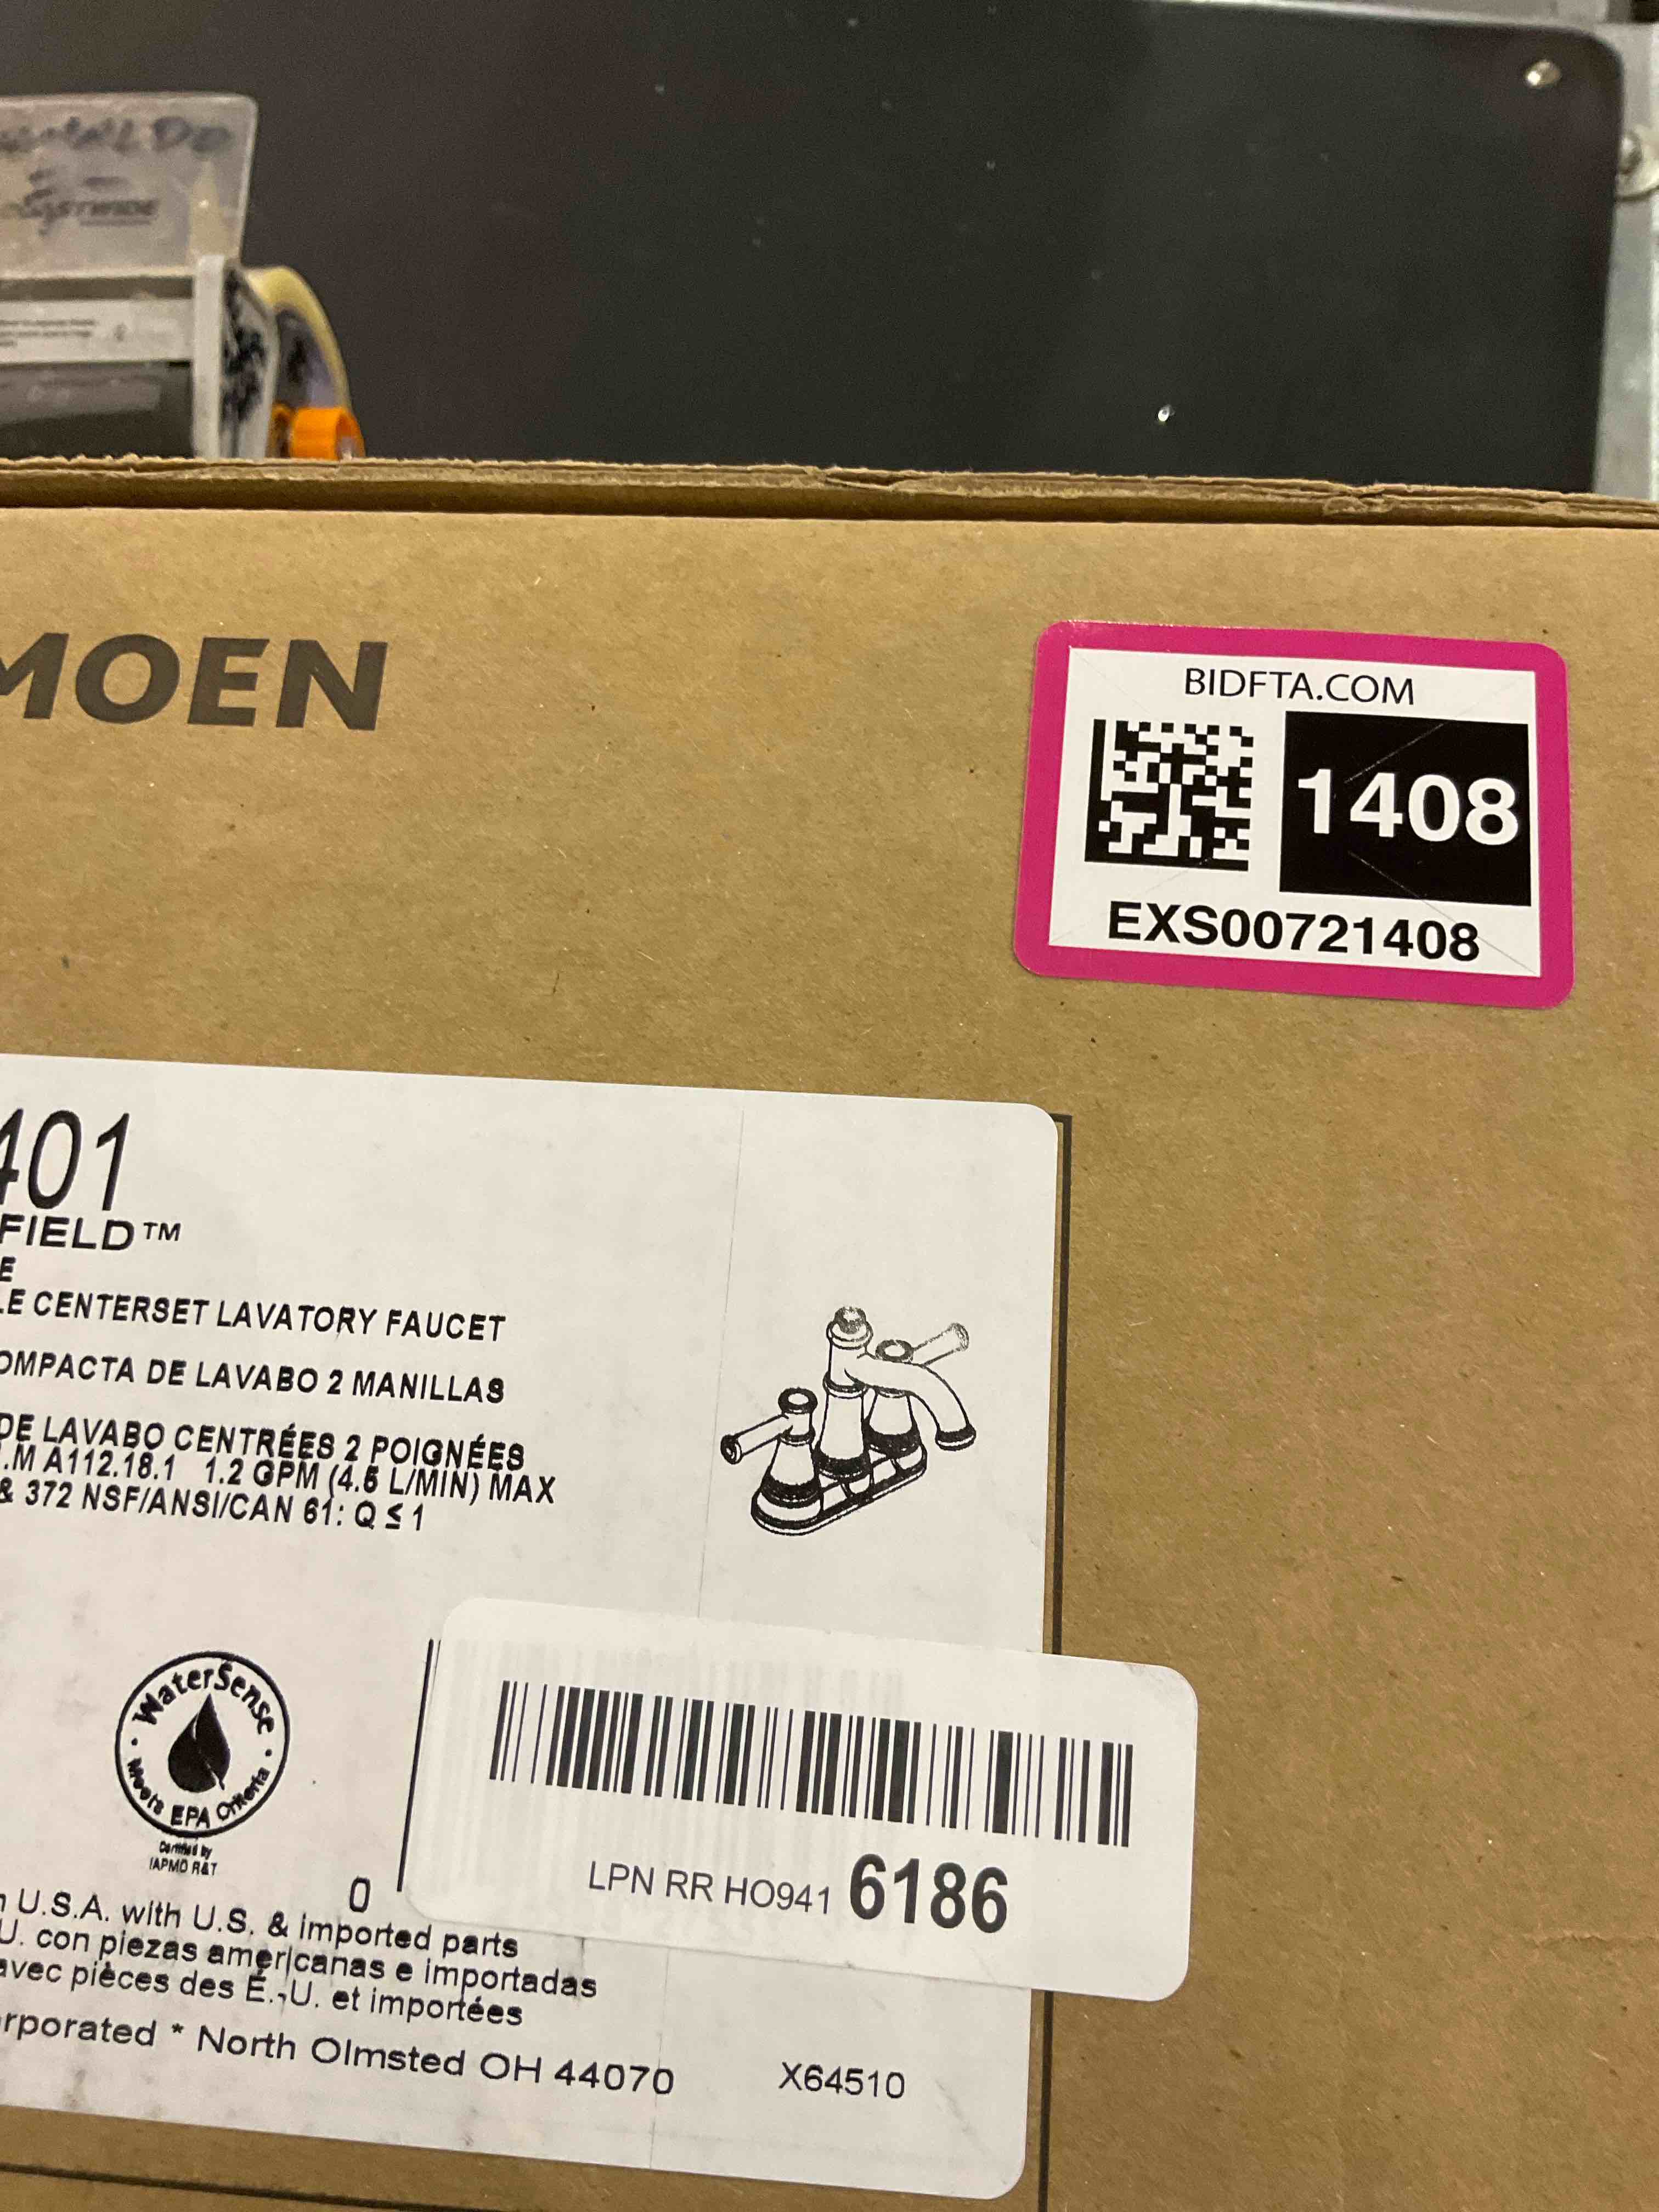 EASTWIDE
MOEN
BIDFTA.COM
1408
EXS00721408
401
FIELD™
E
LE CENTERSET LAVATORY FAUCET
OMPACTA DE LAVABO 2 MANILLAS
DE LAVABO CENTRÉES 2 POIGNÉES
.M A112.18.1 1.2 GPM (4.5 L/MIN) MAX
& 372 NSF/ANSI/CAN 61: Q ≤ 1
WaterSense
Meets EPA Criteria
Certified by
IAPMO R&T
0
LPN RR HO941 6186
n U.S.A. with U.S. & imported parts
U. con piezas americanas e importadas
avec pièces des É.-U. et importées
rporated * North Olmsted OH 44070
X64510